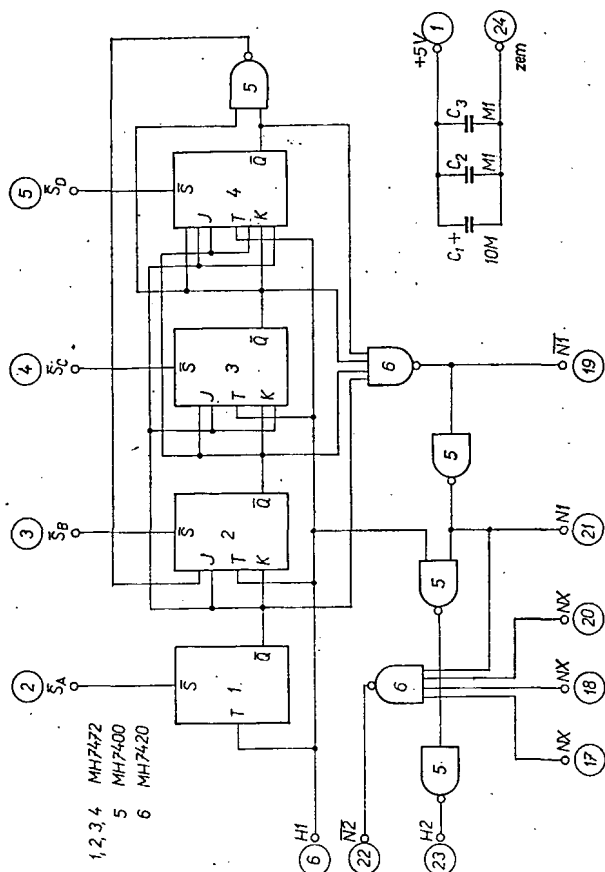 1,2,3,4 MH7472
5 MH7400
6 MH7420
2 S̅A
3 S̅B
4 S̅C
5 S̅D
S̅
T 1
Q̅
S̅
J
T 2
K
Q̅
S̅
J
T 3
K
Q̅
S̅
J
T 4
K
Q̅
5
6 H1
22 N̅2̅
23 H2
6
5
5
5
6
17 NX
18 NX
20 NX
21 N1
19 N̅1̅
C1 +
10M
C2
M1
C3
M1
+5V 1
zem 24